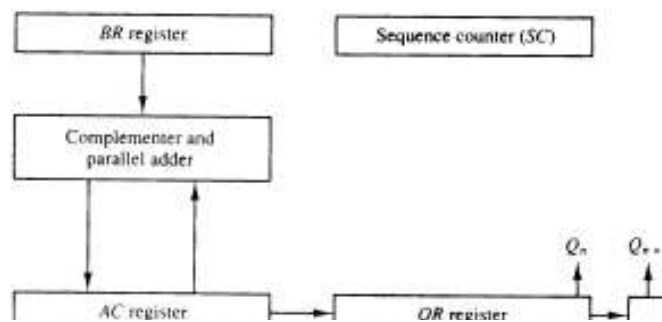 BR register
Sequence counter (SC)
Complementer and
parallel adder
Qn
AC register
QR register